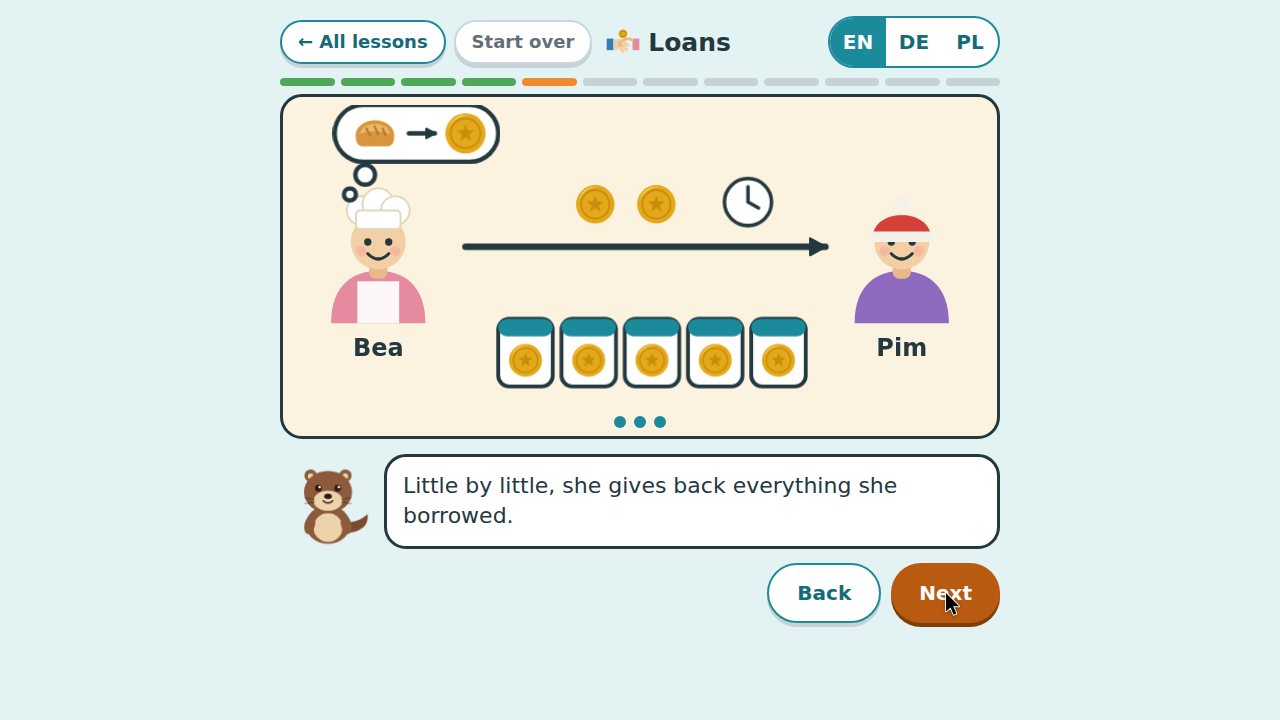 ← All lessons
Start over
Loans
EN DE PL
Bea
Pim
Little by little, she gives back everything she
borrowed.
Back
Next